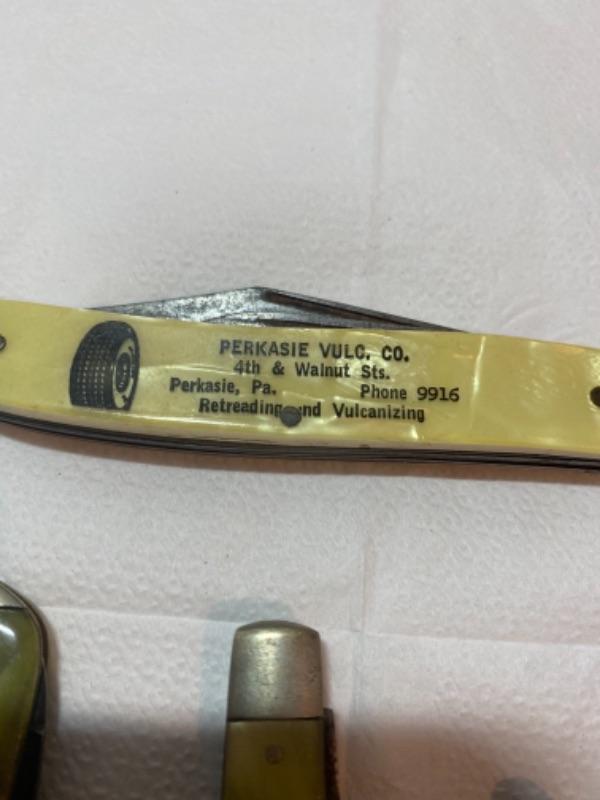 PERKASIE VULC. CO.
4th & Walnut Sts.
Perkasie, Pa. Phone 9916
Retreading and Vulcanizing